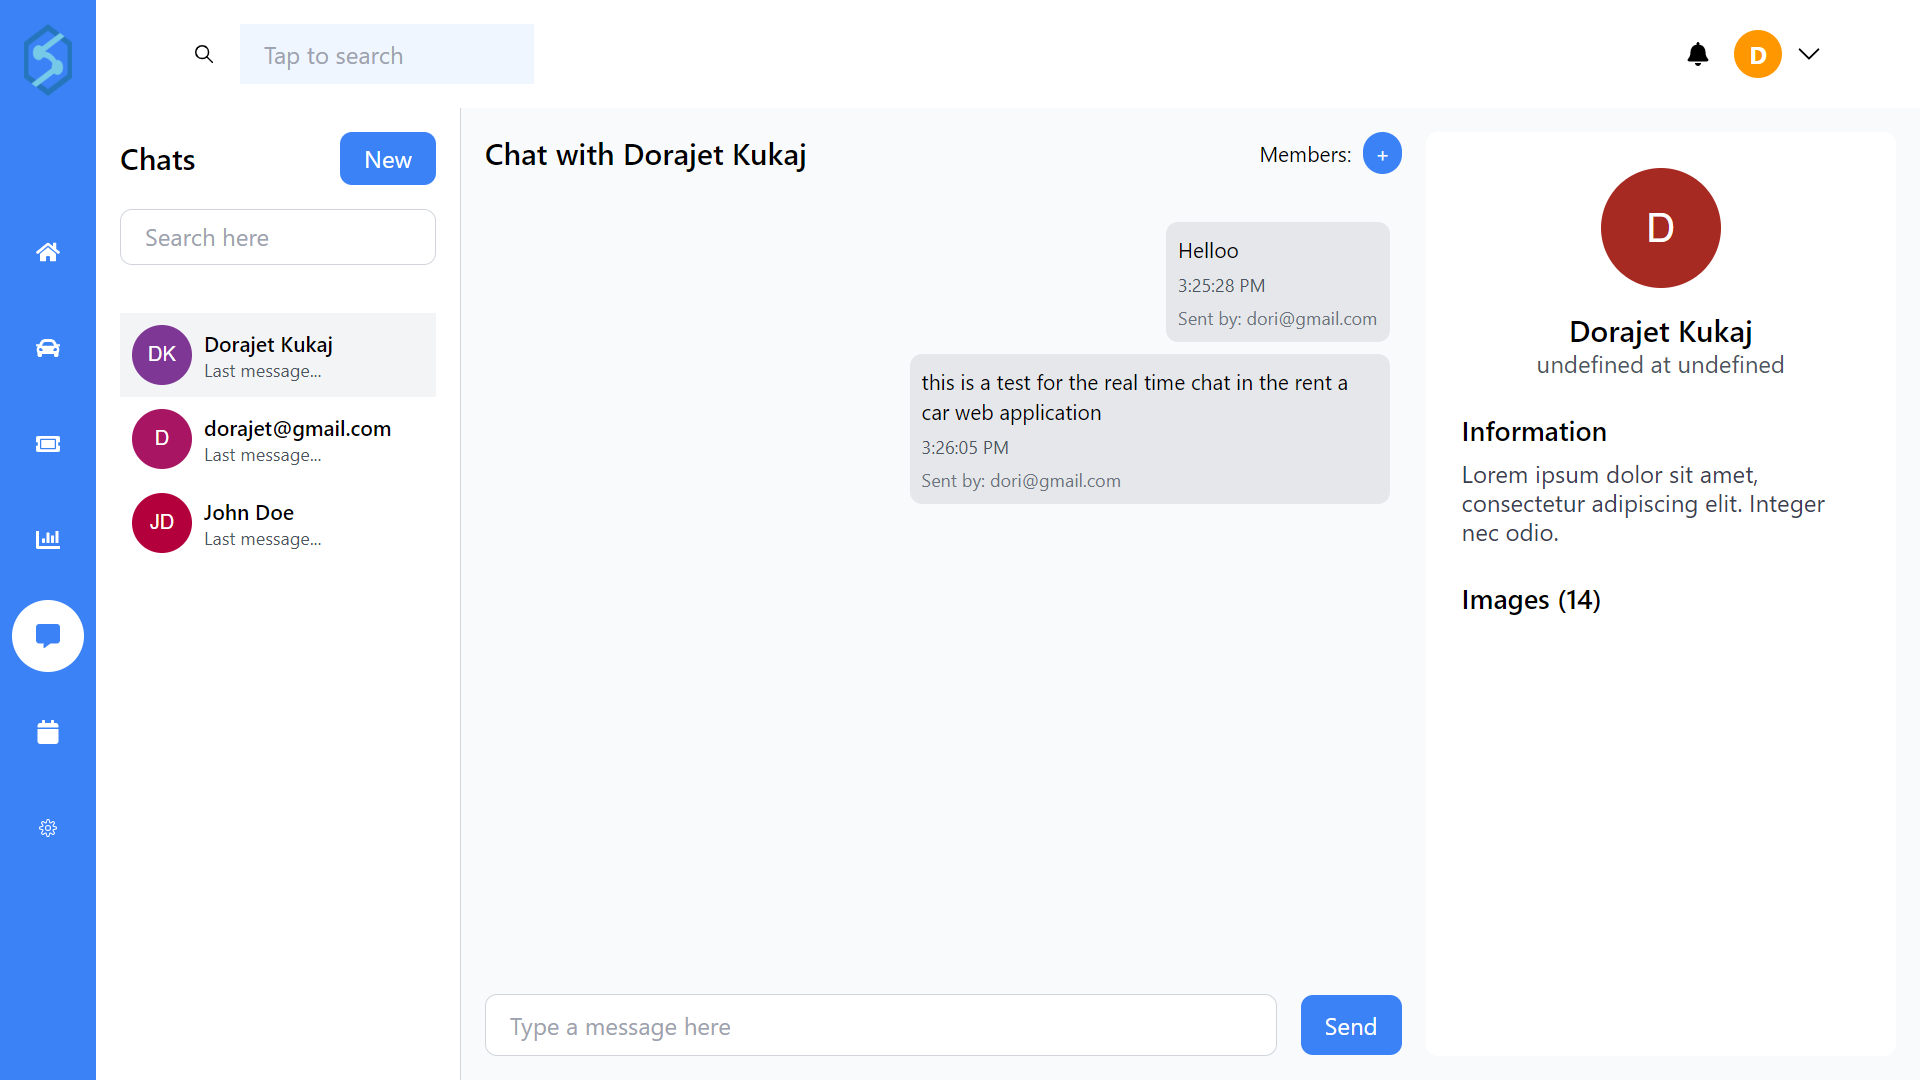 Tap to search
D
Chats
New
Search here
DK
Dorajet Kukaj
Last message...
D
dorajet@gmail.com
Last message...
JD
John Doe
Last message...
Chat with Dorajet Kukaj
Members: +
Helloo
3:25:28 PM
Sent by: dori@gmail.com
this is a test for the real time chat in the rent a
car web application
3:26:05 PM
Sent by: dori@gmail.com
Type a message here
Send
D
Dorajet Kukaj
undefined at undefined
Information
Lorem ipsum dolor sit amet,
consectetur adipiscing elit. Integer
nec odio.
Images (14)